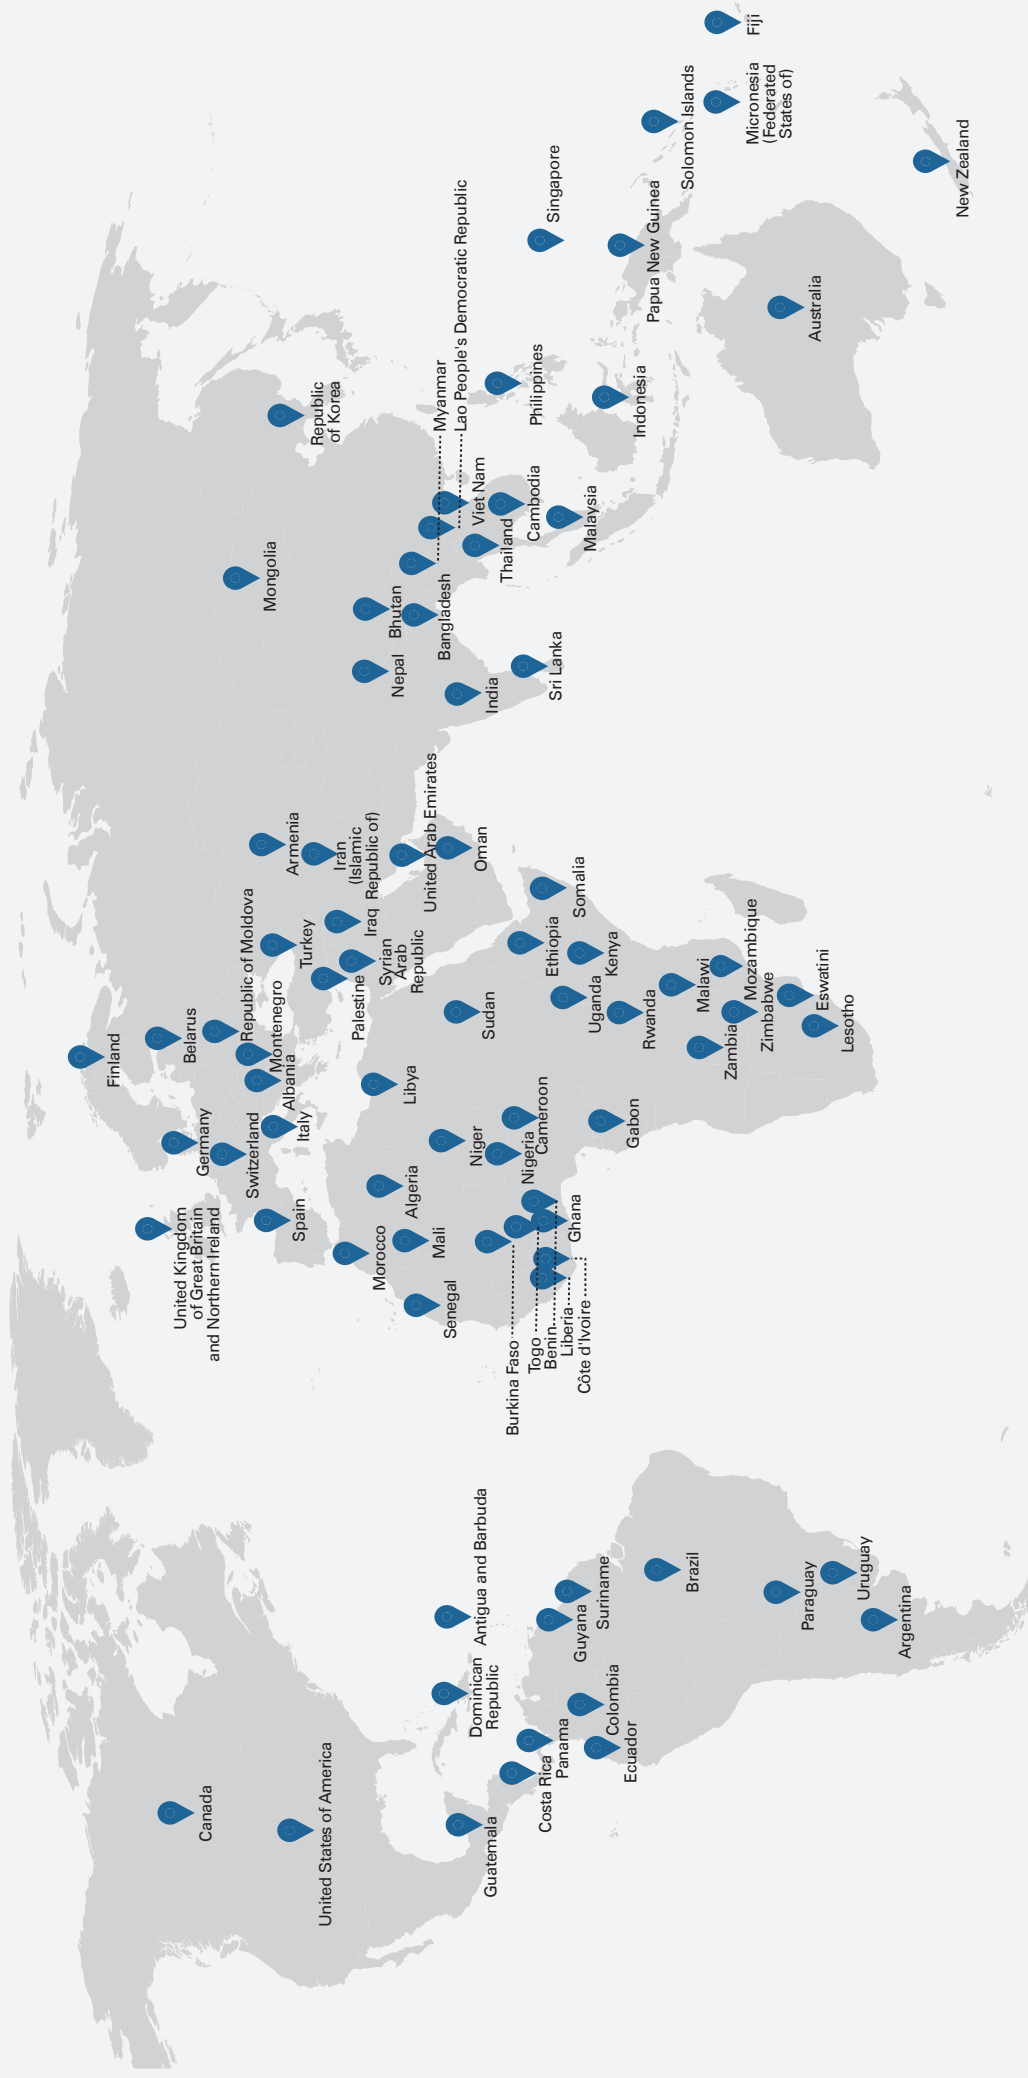 Canada
United States of America
Guatemala
Costa Rica
Panama
Dominican
Republic
Antigua and Barbuda
Ecuador
Colombia
Guyana
Suriname
Brazil
Paraguay
Uruguay
Argentina
United Kingdom
of Great Britain
and Northern Ireland
Finland
Germany
Belarus
Switzerland
Republic of Moldova
Montenegro
Albania
Italy
Spain
Turkey
Armenia
Iran
(Islamic
Republic of)
Iraq
Syrian
Arab
Republic
Palestine
United Arab Emirates
Oman
Morocco
Algeria
Libya
Mali
Senegal
Niger
Sudan
Burkina Faso
Togo
Benin
Liberia
Côte d'Ivoire
Ghana
Nigeria
Cameroon
Gabon
Ethiopia
Somalia
Uganda
Kenya
Rwanda
Malawi
Zambia
Mozambique
Zimbabwe
Eswatini
Lesotho
Mongolia
Republic
of Korea
Nepal
Bhutan
Bangladesh
India
Sri Lanka
Myanmar
Lao People's Democratic Republic
Viet Nam
Thailand
Cambodia
Malaysia
Philippines
Indonesia
Singapore
Papua New Guinea
Solomon Islands
Micronesia
(Federated
States of)
Fiji
Australia
New Zealand